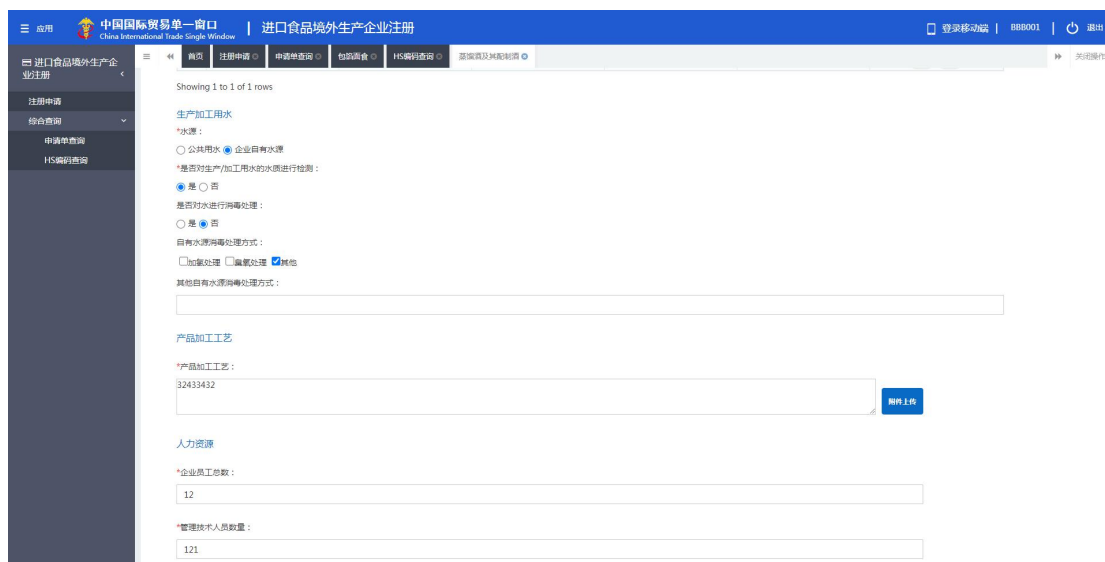 应用
中国国际贸易单一窗口
China International Trade Single Window
进口食品境外生产企业注册
登录移动端
BBB001
退出
进口食品境外生产企业注册
注册申请
综合查询
申请单查询
HS编码查询
首页
注册申请
申请单查询
包馅面食
HS编码查询
蒸馏酒及其配制酒
关闭操作
Showing 1 to 1 of 1 rows
生产加工用水
*水源：
公共用水 企业自有水源
*是否对生产/加工用水的水质进行检测：
是 否
是否对水进行消毒处理：
是 否
自有水源消毒处理方式：
加氯处理 臭氧处理 其他
其他自有水源消毒处理方式：
产品加工工艺
*产品加工工艺：
32433432
附件上传
人力资源
*企业员工总数：
12
*管理技术人员数量：
121